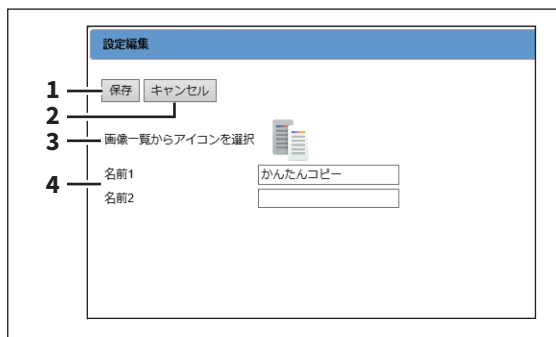 設定編集
1
保存 キャンセル
2
3
画像一覧からアイコンを選択
4
名前1 かんたんコピー
名前2